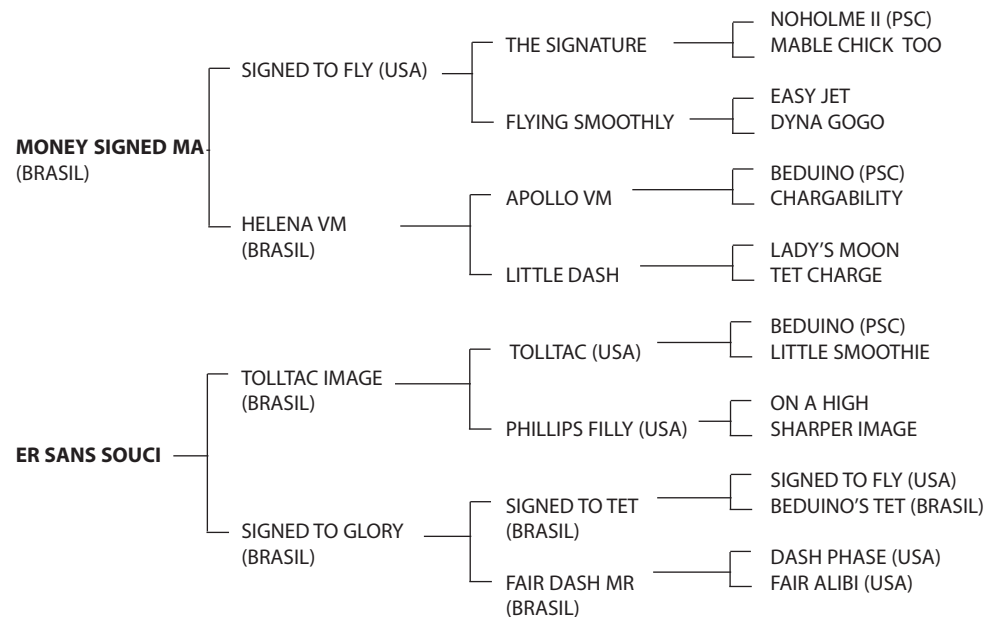 NOHOLME II (PSC)
THE SIGNATURE
MABLE CHICK TOO
SIGNED TO FLY (USA)
EASY JET
FLYING SMOOTHLY
DYNA GOGO
MONEY SIGNED MA
(BRASIL)
BEDUINO (PSC)
APOLLO VM
CHARGABILITY
HELENA VM
(BRASIL)
LADY'S MOON
LITTLE DASH
TET CHARGE
BEDUINO (PSC)
TOLLTAC (USA)
LITTLE SMOOTHIE
TOLLTAC IMAGE
(BRASIL)
ON A HIGH
PHILLIPS FILLY (USA)
SHARPER IMAGE
ER SANS SOUCI
SIGNED TO FLY (USA)
SIGNED TO TET
(BRASIL)
BEDUINO'S TET (BRASIL)
SIGNED TO GLORY
(BRASIL)
DASH PHASE (USA)
FAIR DASH MR
(BRASIL)
FAIR ALIBI (USA)